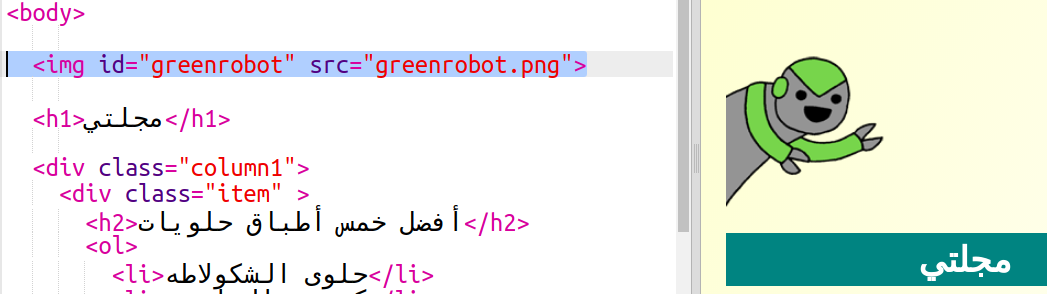 <body>
<img id="greenrobot" src="greenrobot.png">
<h1>مجلتي</h1>
<div class="column1">
<div class="item" >
<h2>أفضل خمس أطباق حلويات</h2>
<ol>
<li>حلوى الشكولاطه</li>
مجلتي